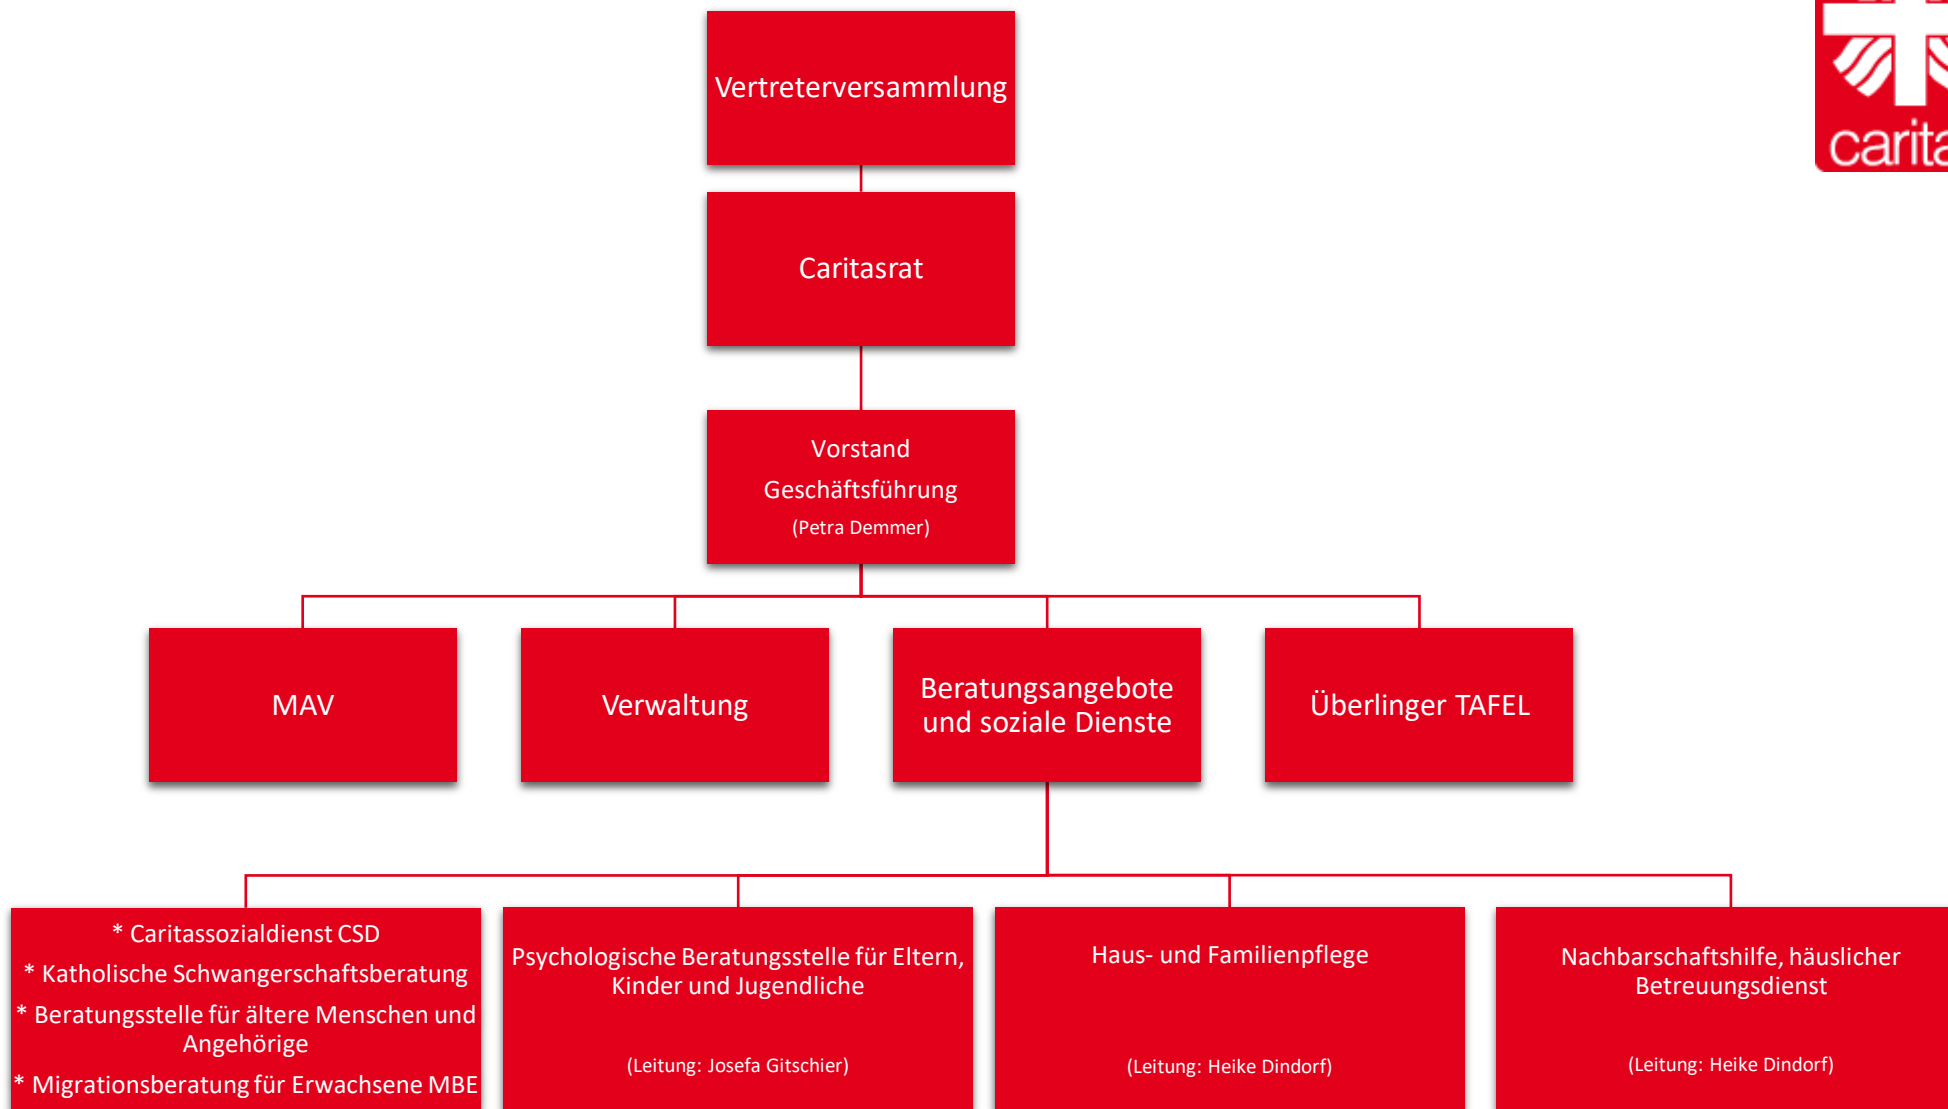 Vertreterversammlung
Caritasrat
Vorstand
Geschäftsführung
(Petra Demmer)
MAV
Verwaltung
Beratungsangebote
und soziale Dienste
Überlinger TAFEL
* Caritassozialdienst CSD
* Katholische Schwangerschaftsberatung
* Beratungsstelle für ältere Menschen und
Angehörige
* Migrationsberatung für Erwachsene MBE
Psychologische Beratungsstelle für Eltern,
Kinder und Jugendliche
(Leitung: Josefa Gitschier)
Haus- und Familienpflege
(Leitung: Heike Dindorf)
Nachbarschaftshilfe, häuslicher
Betreuungsdienst
(Leitung: Heike Dindorf)